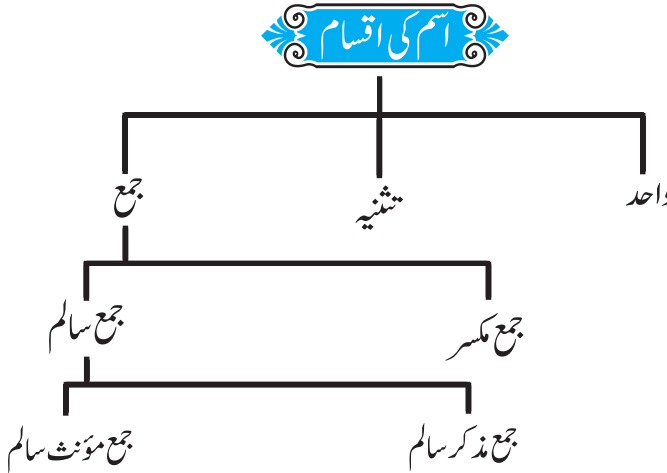 اسم کی اقسام
واحد
تثنیہ
جمع
جمع مکسر
جمع سالم
جمع مذکر سالم
جمع مؤنث سالم